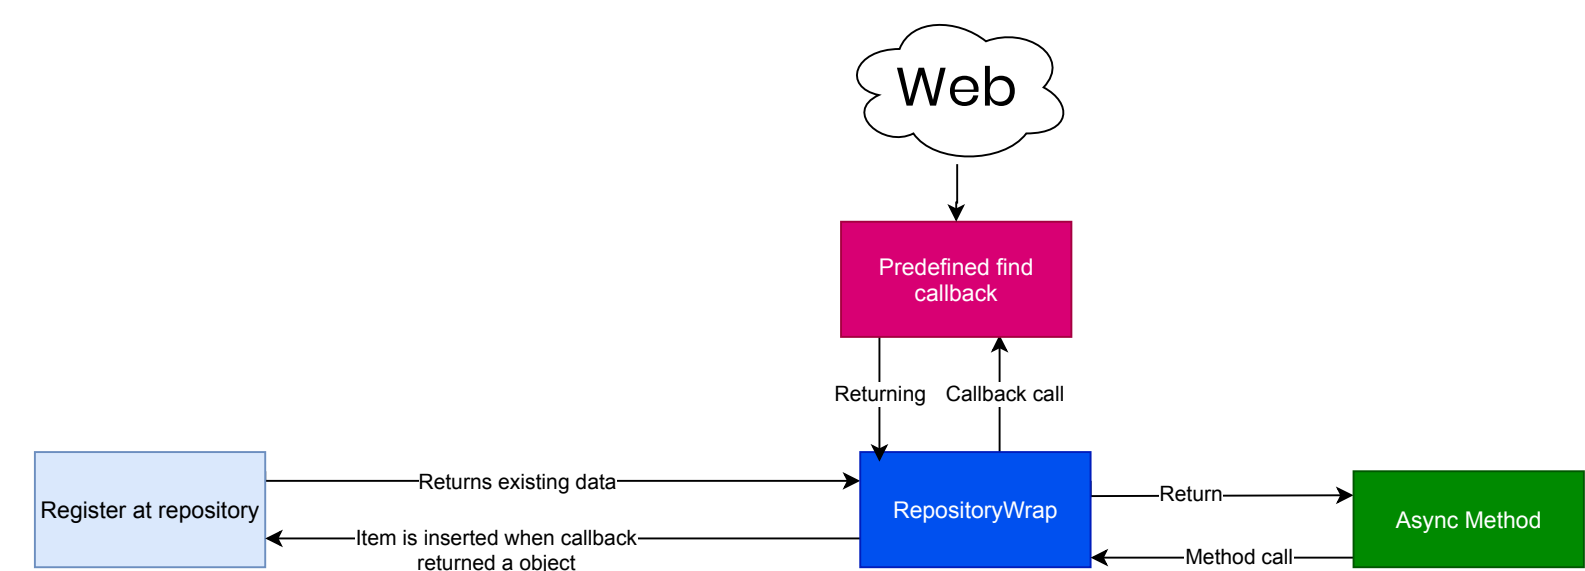 Web
Predefined find
callback
Returning
Callback call
Register at repository
Returns existing data
Item is inserted when callback
returned a object
RepositoryWrap
Return
Method call
Async Method